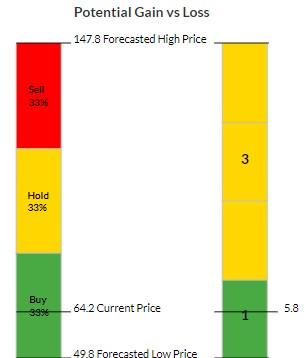 Potential Gain vs Loss
147.8 Forecasted High Price
Sell
33%
3
Hold
33%
Buy
33%
64.2 Current Price
1
5.8
49.8 Forecasted Low Price